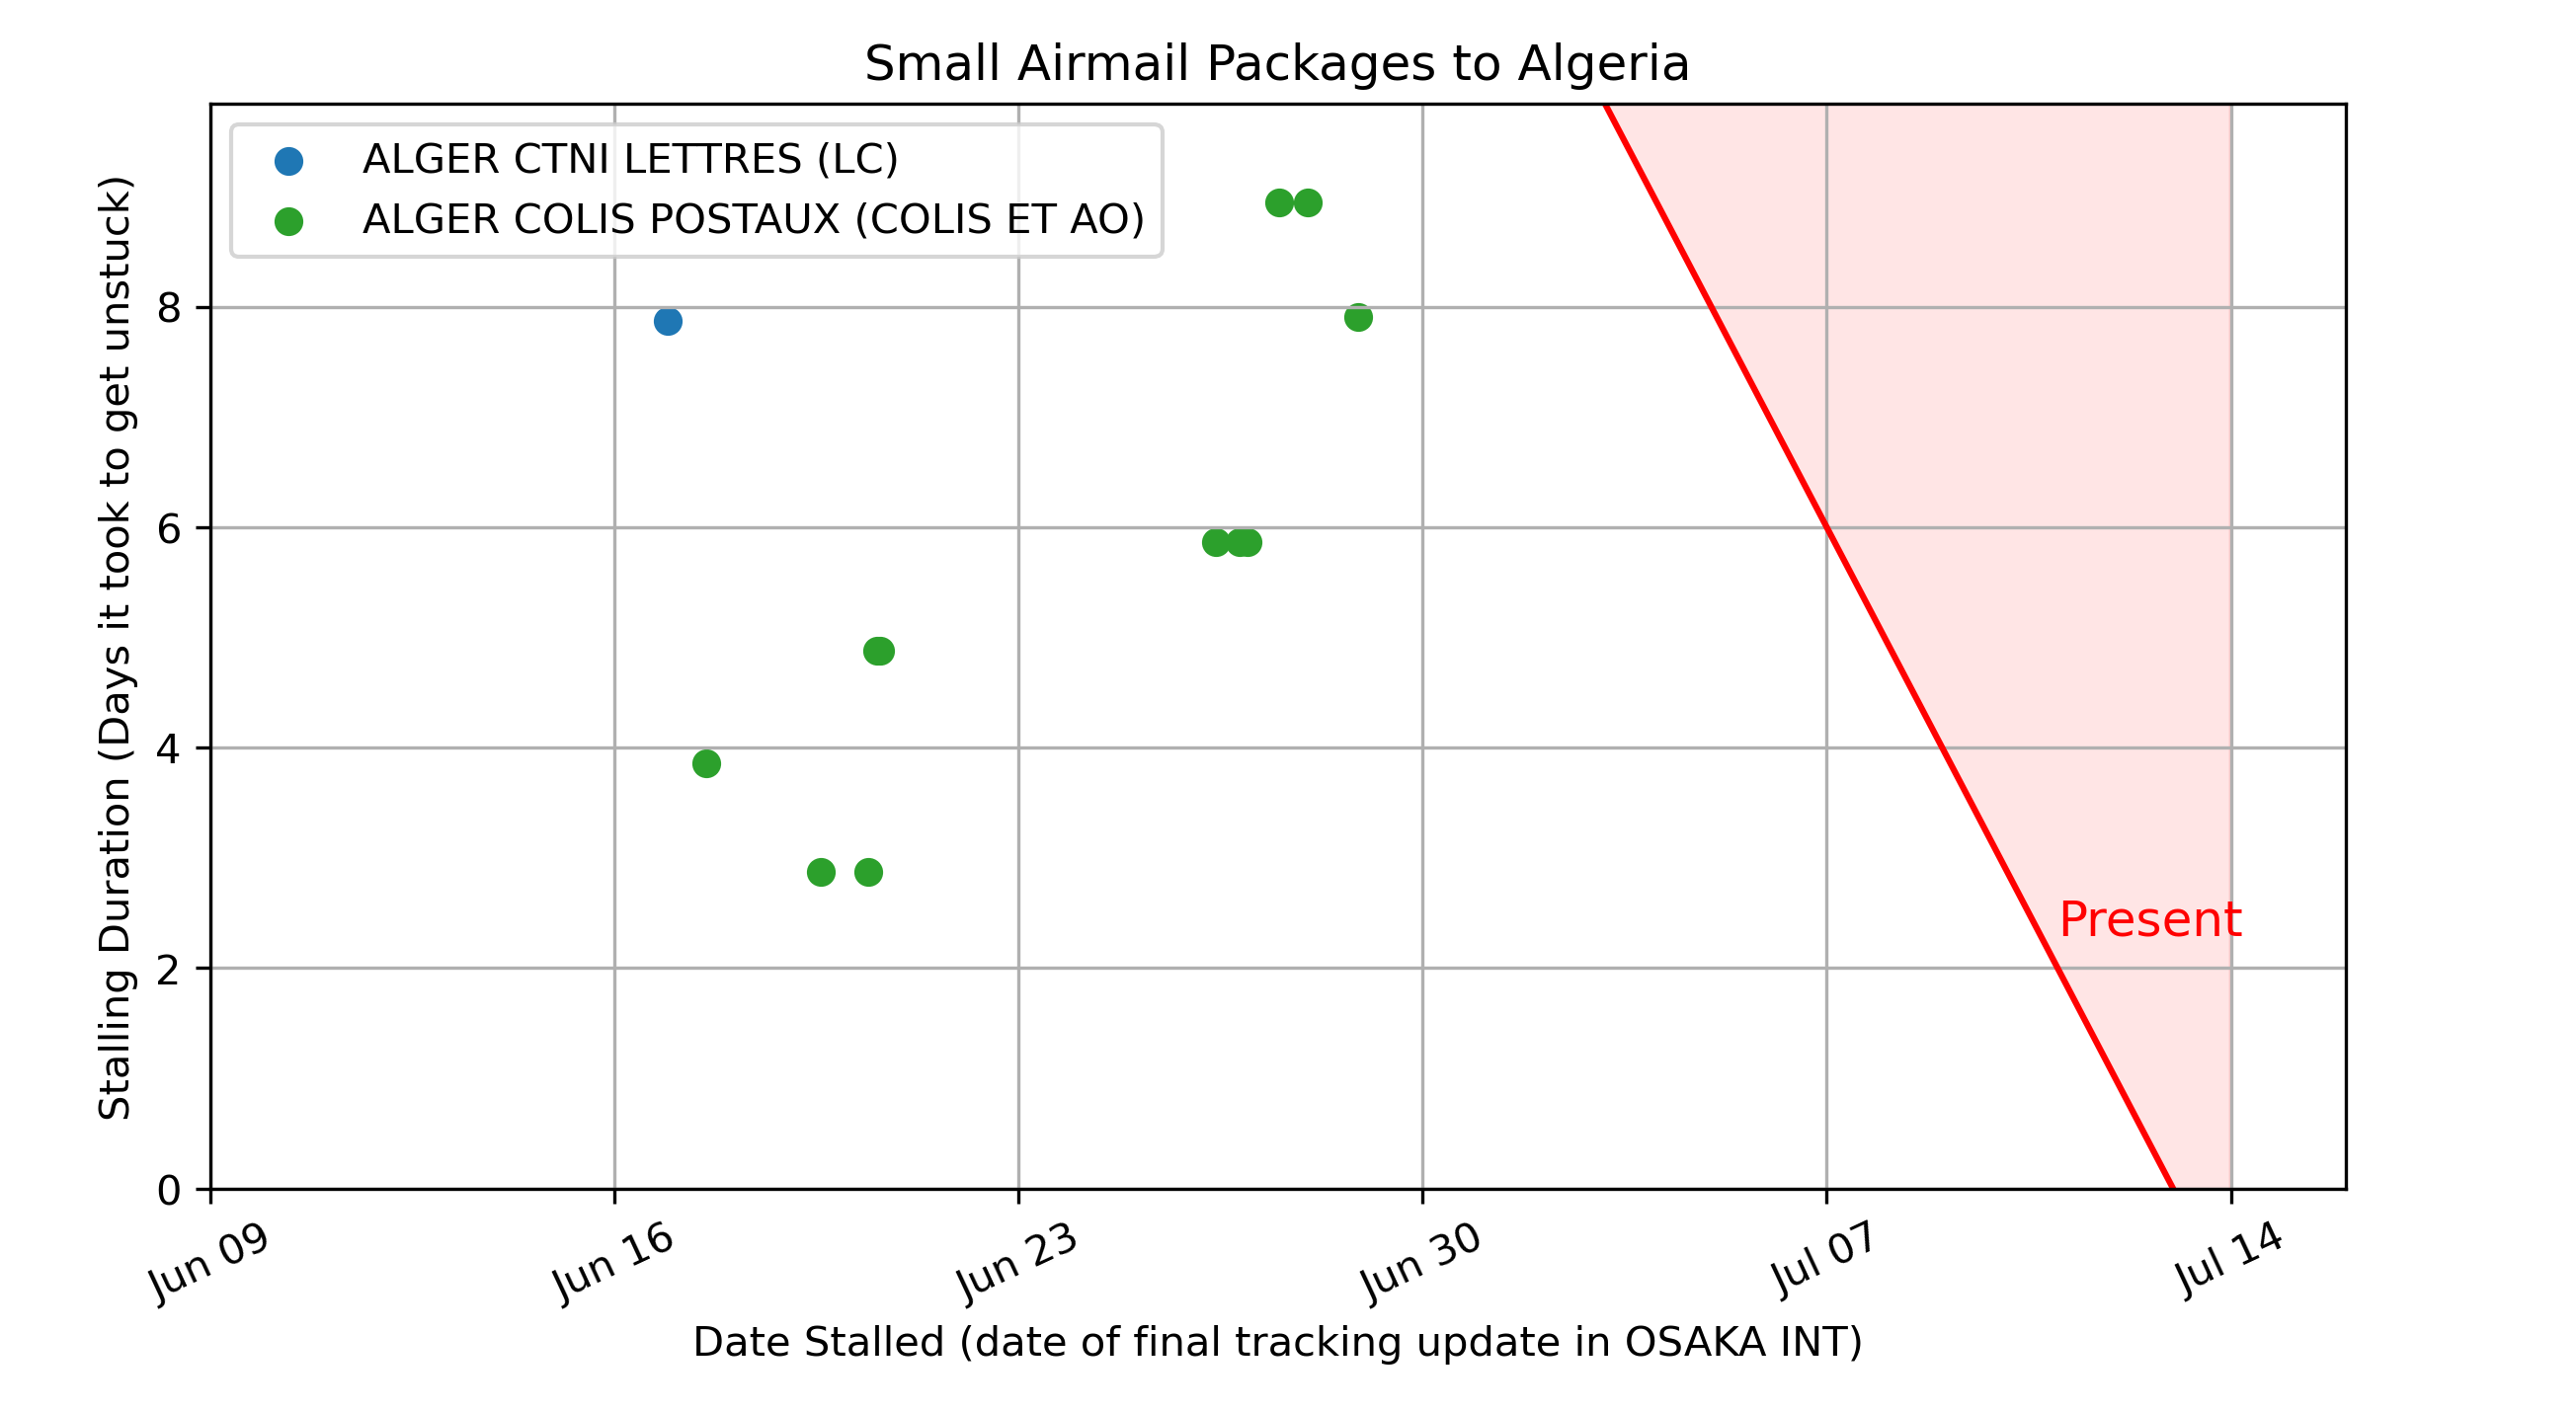 Small Airmail Packages to Algeria
ALGER CTNI LETTRES (LC)
ALGER COLIS POSTAUX (COLIS ET AO)
Stalling Duration (Days it took to get unstuck)
8
6
4
2
0
Present
Jun 09
Jun 16
Jun 23
Jun 30
Jul 07
Jul 14
Date Stalled (date of final tracking update in OSAKA INT)